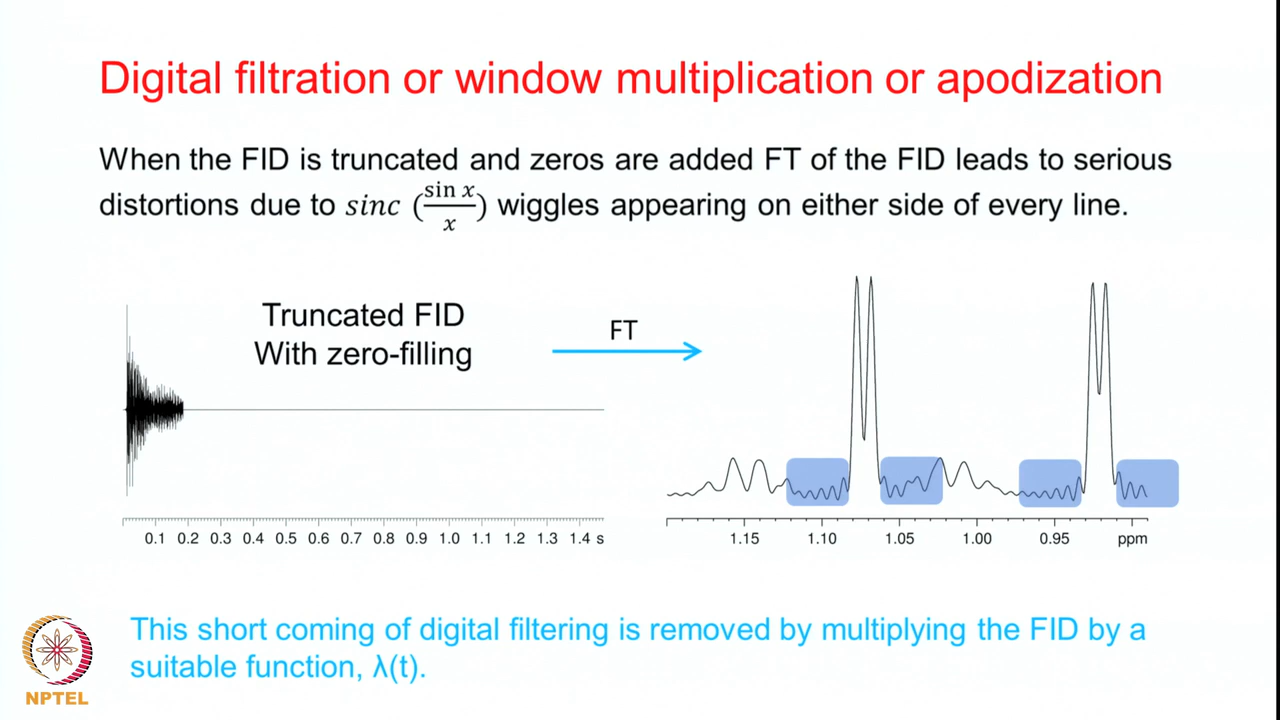 Digital filtration or window multiplication or apodization
When the FID is truncated and zeros are added FT of the FID leads to serious
distortions due to sinc (sin x / x) wiggles appearing on either side of every line.
Truncated FID
With zero-filling
FT
0.1 0.2 0.3 0.4 0.5 0.6 0.7 0.8 0.9 1.0 1.1 1.2 1.3 1.4 s
1.15 1.10 1.05 1.00 0.95 ppm
This short coming of digital filtering is removed by multiplying the FID by a
suitable function, λ(t).
NPTEL